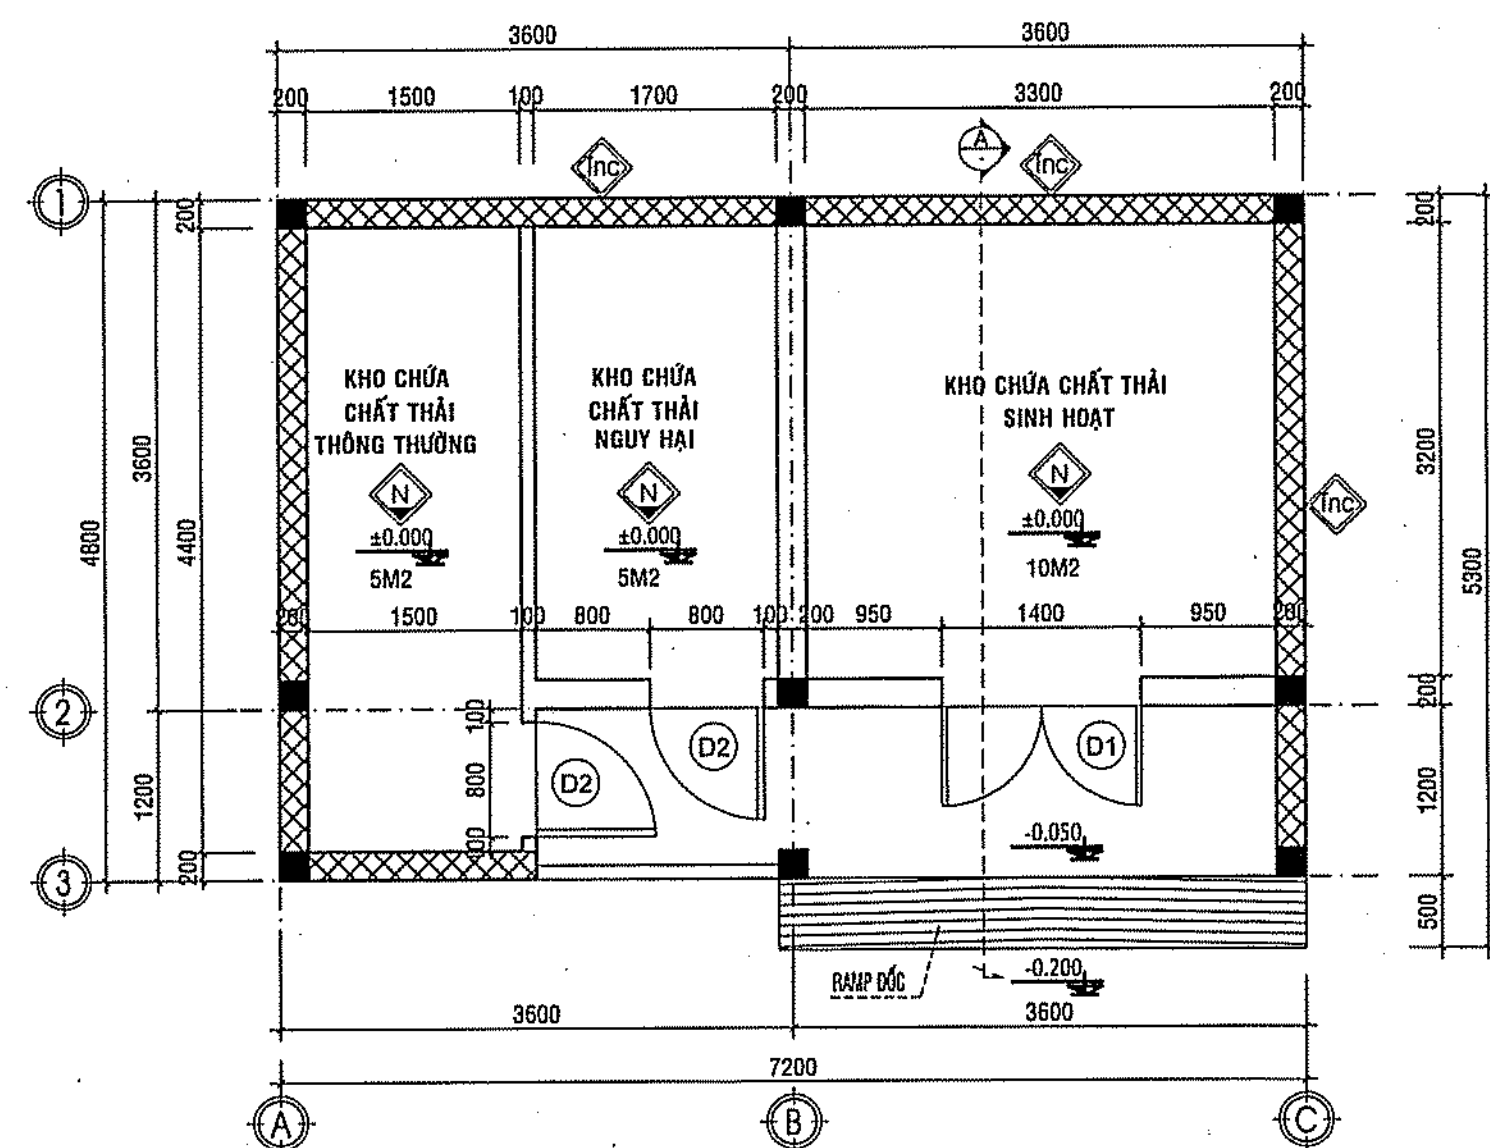 3600 3600
200 1500 100 1700 200 3300 200
Inc A Inc
-
1
200 200
KHO CHỨA
CHẤT THẢI
THÔNG THƯỜNG
KHO CHỨA
CHẤT THẢI
NGUY HẠI
KHO CHỨA CHẤT THẢI
SINH HOẠT
N N N
±0.000 ±0.000 ±0.000
5M2 5M2 10M2
Inc
4800 3600 4400 3200 5300
200 1500 100 800 800 100 200 950 1400 950 200
2
100 200
D2 D2 D1
1200 800 1200
-0.050
3
200 500
RAMP DỐC
-0.200
3600 3600
7200
A B C